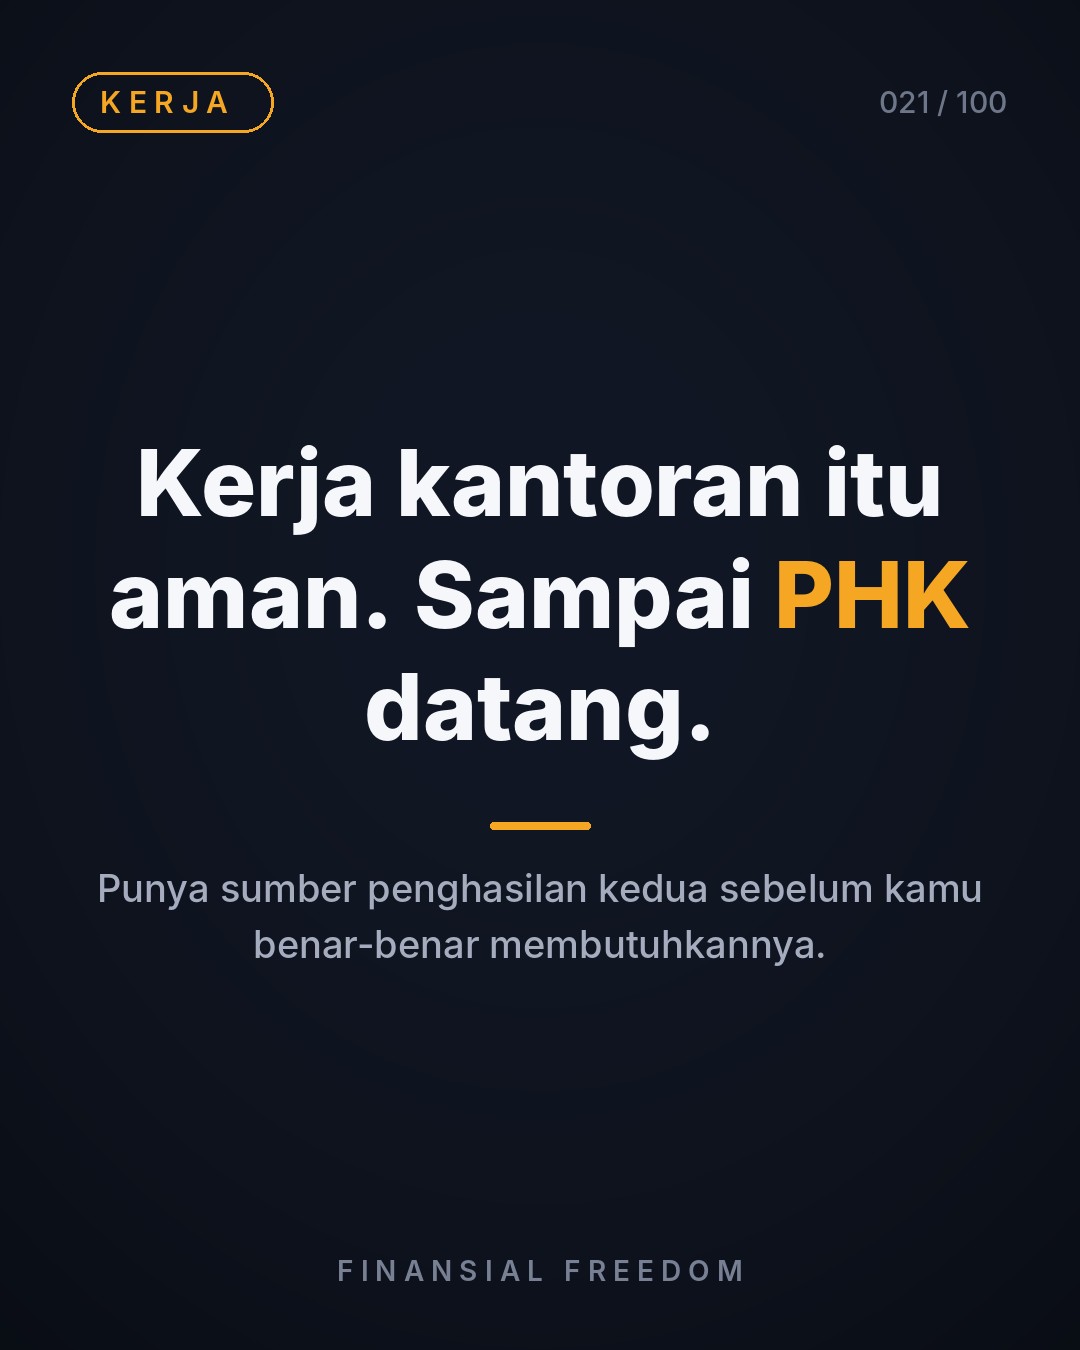 KERJA
021 / 100
Kerja kantoran itu
aman. Sampai PHK
datang.
Punya sumber penghasilan kedua sebelum kamu
benar-benar membutuhkannya.
FINANSIAL FREEDOM